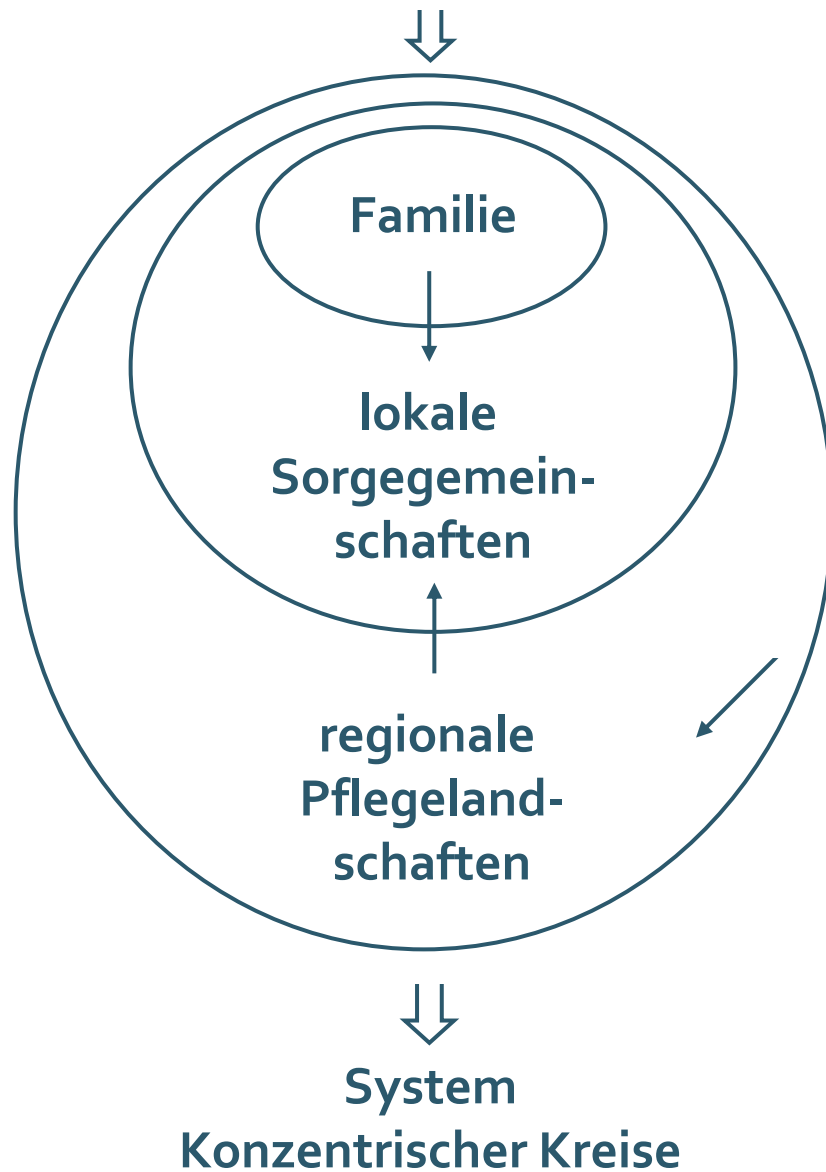 Familie
lokale
Sorgegemein-
schaften
regionale
Pflegeland-
schaften
System
Konzentrischer Kreise